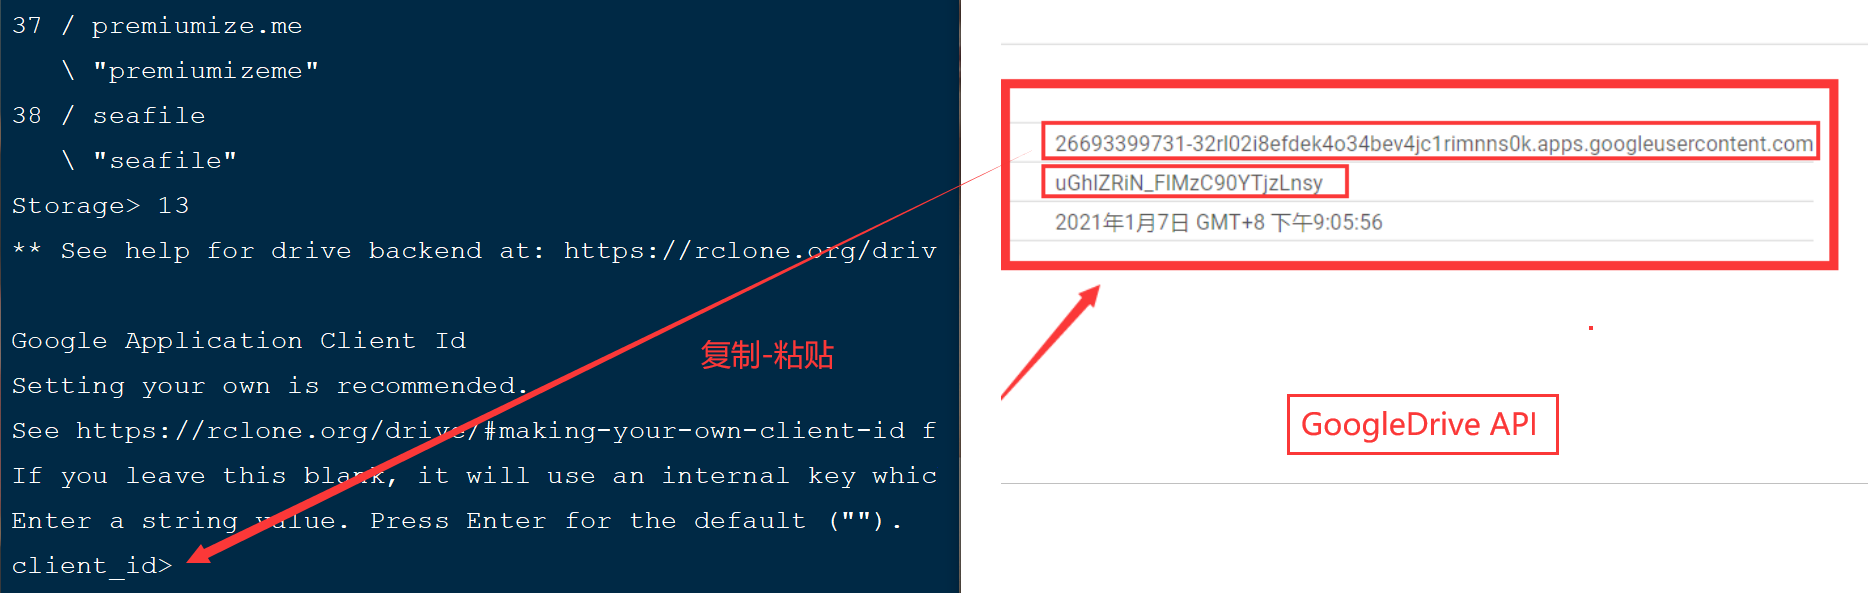 37 / premiumize.me
\ "premiumizeme"
38 / seafile
\ "seafile"
Storage> 13
** See help for drive backend at: https://rclone.org/driv
Google Application Client Id
Setting your own is recommended.
See https://rclone.org/drive/#making-your-own-client-id f
If you leave this blank, it will use an internal key whic
Enter a string value. Press Enter for the default ("").
client_id>
复制-粘贴
26693399731-32rl02i8efdek4o34bev4jc1rimnns0k.apps.googleusercontent.com
uGhIZRiN_FlMzC90YTjzLnsy
2021年1月7日 GMT+8 下午9:05:56
GoogleDrive API